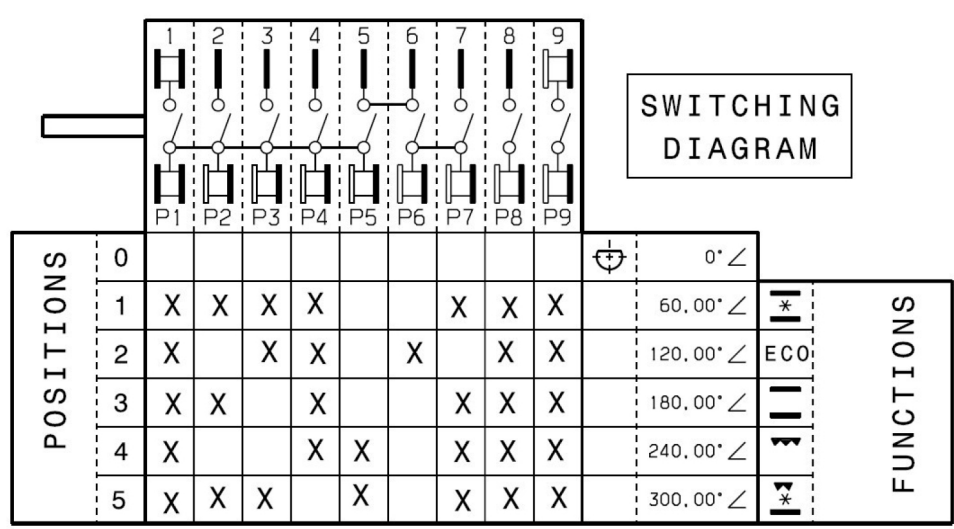 1 2 3 4 5 6 7 8 9
SWITCHING
DIAGRAM
P1 P2 P3 P4 P5 P6 P7 P8 P9
POSITIONS
FUNCTIONS
0 0°∠
1 X X X X X X X 60,00°∠ *
2 X X X X X X 120,00°∠ ECO
3 X X X X X X 180,00°∠
4 X X X X X X 240,00°∠
5 X X X X X X X 300,00°∠ *